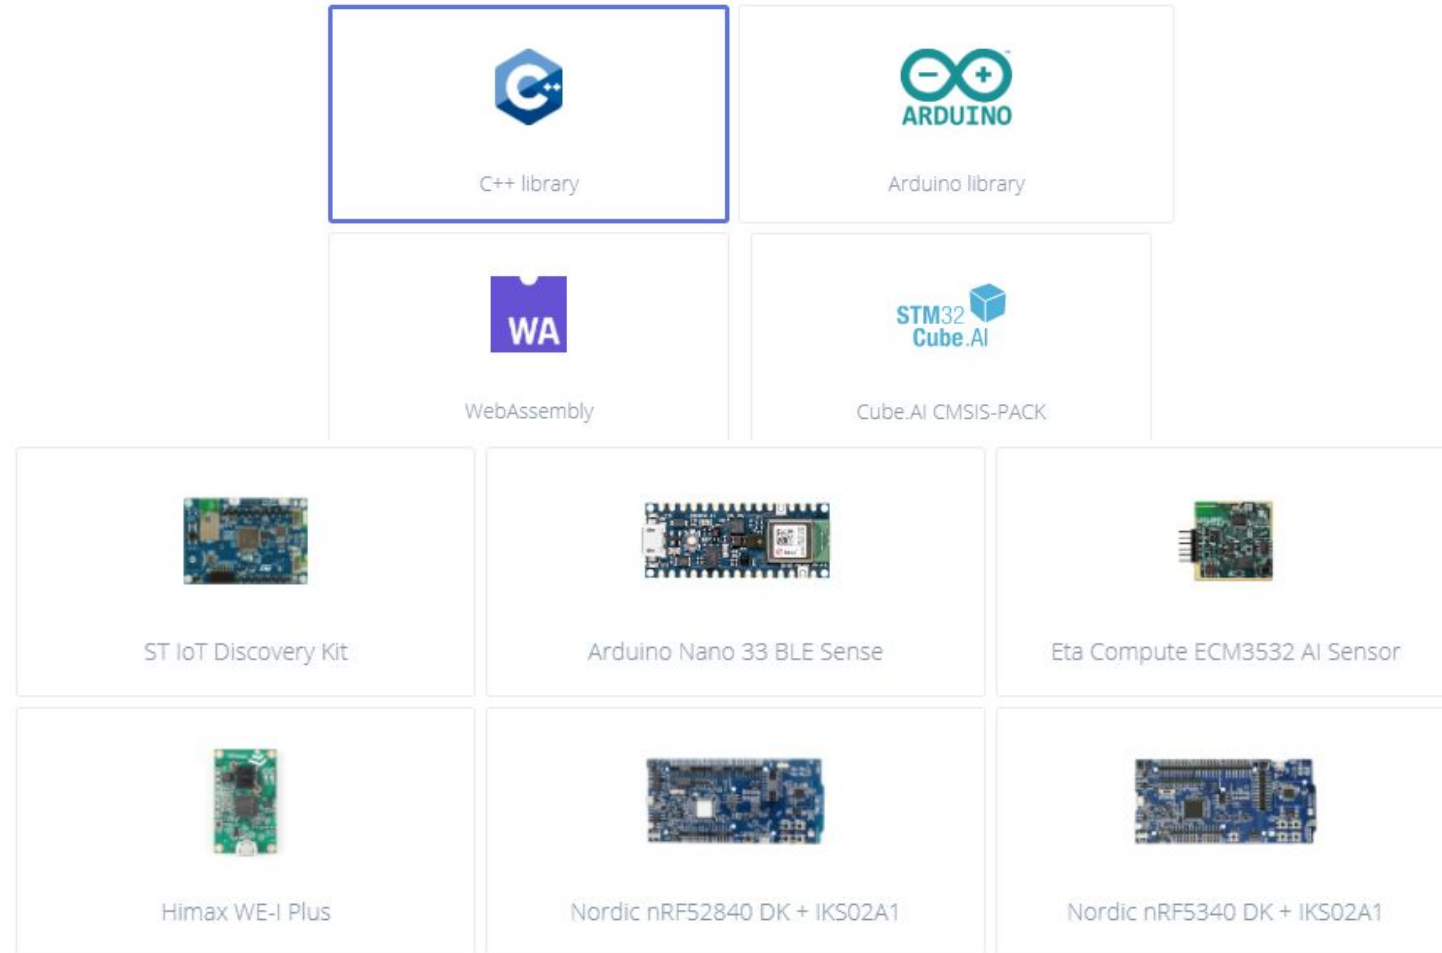 C++
ARDUINO
C++ library
Arduino library
WA
STM32
Cube.AI
WebAssembly
Cube.AI CMSIS-PACK
ST IoT Discovery Kit
Arduino Nano 33 BLE Sense
Eta Compute ECM3532 AI Sensor
Himax WE-I Plus
Nordic nRF52840 DK + IKS02A1
Nordic nRF5340 DK + IKS02A1